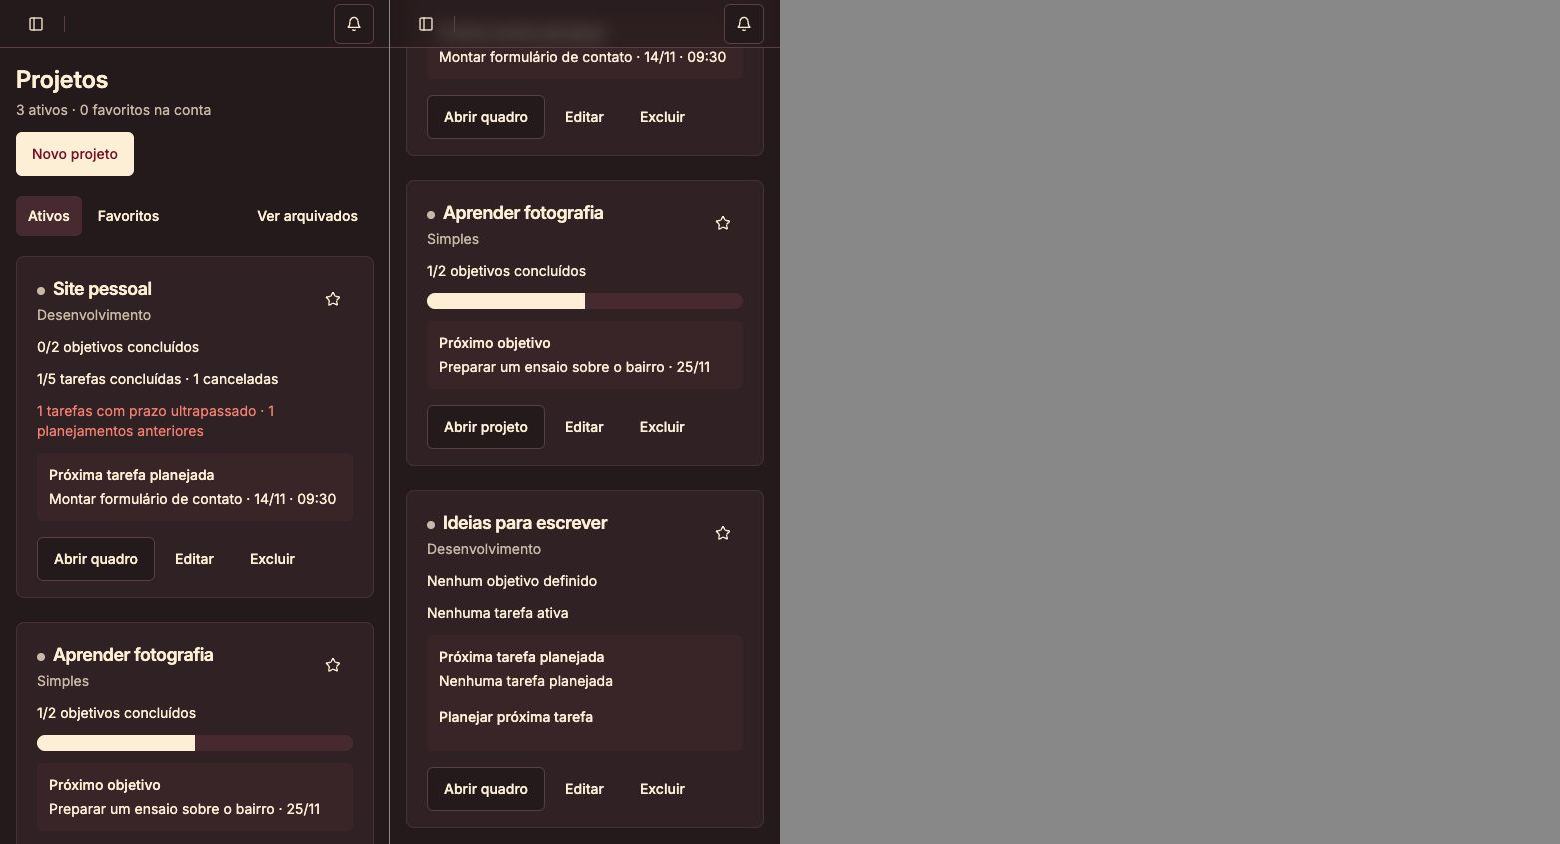 Projetos
3 ativos · 0 favoritos na conta
Novo projeto
Ativos
Favoritos
Ver arquivados
Site pessoal
Desenvolvimento
0/2 objetivos concluídos
1/5 tarefas concluídas · 1 canceladas
1 tarefas com prazo ultrapassado · 1
planejamentos anteriores
Próxima tarefa planejada
Montar formulário de contato · 14/11 · 09:30
Abrir quadro
Editar
Excluir
Aprender fotografia
Simples
1/2 objetivos concluídos
Próximo objetivo
Preparar um ensaio sobre o bairro · 25/11
Montar formulário de contato · 14/11 · 09:30
Abrir quadro
Editar
Excluir
Aprender fotografia
Simples
1/2 objetivos concluídos
Próximo objetivo
Preparar um ensaio sobre o bairro · 25/11
Abrir projeto
Editar
Excluir
Ideias para escrever
Desenvolvimento
Nenhum objetivo definido
Nenhuma tarefa ativa
Próxima tarefa planejada
Nenhuma tarefa planejada
Planejar próxima tarefa
Abrir quadro
Editar
Excluir